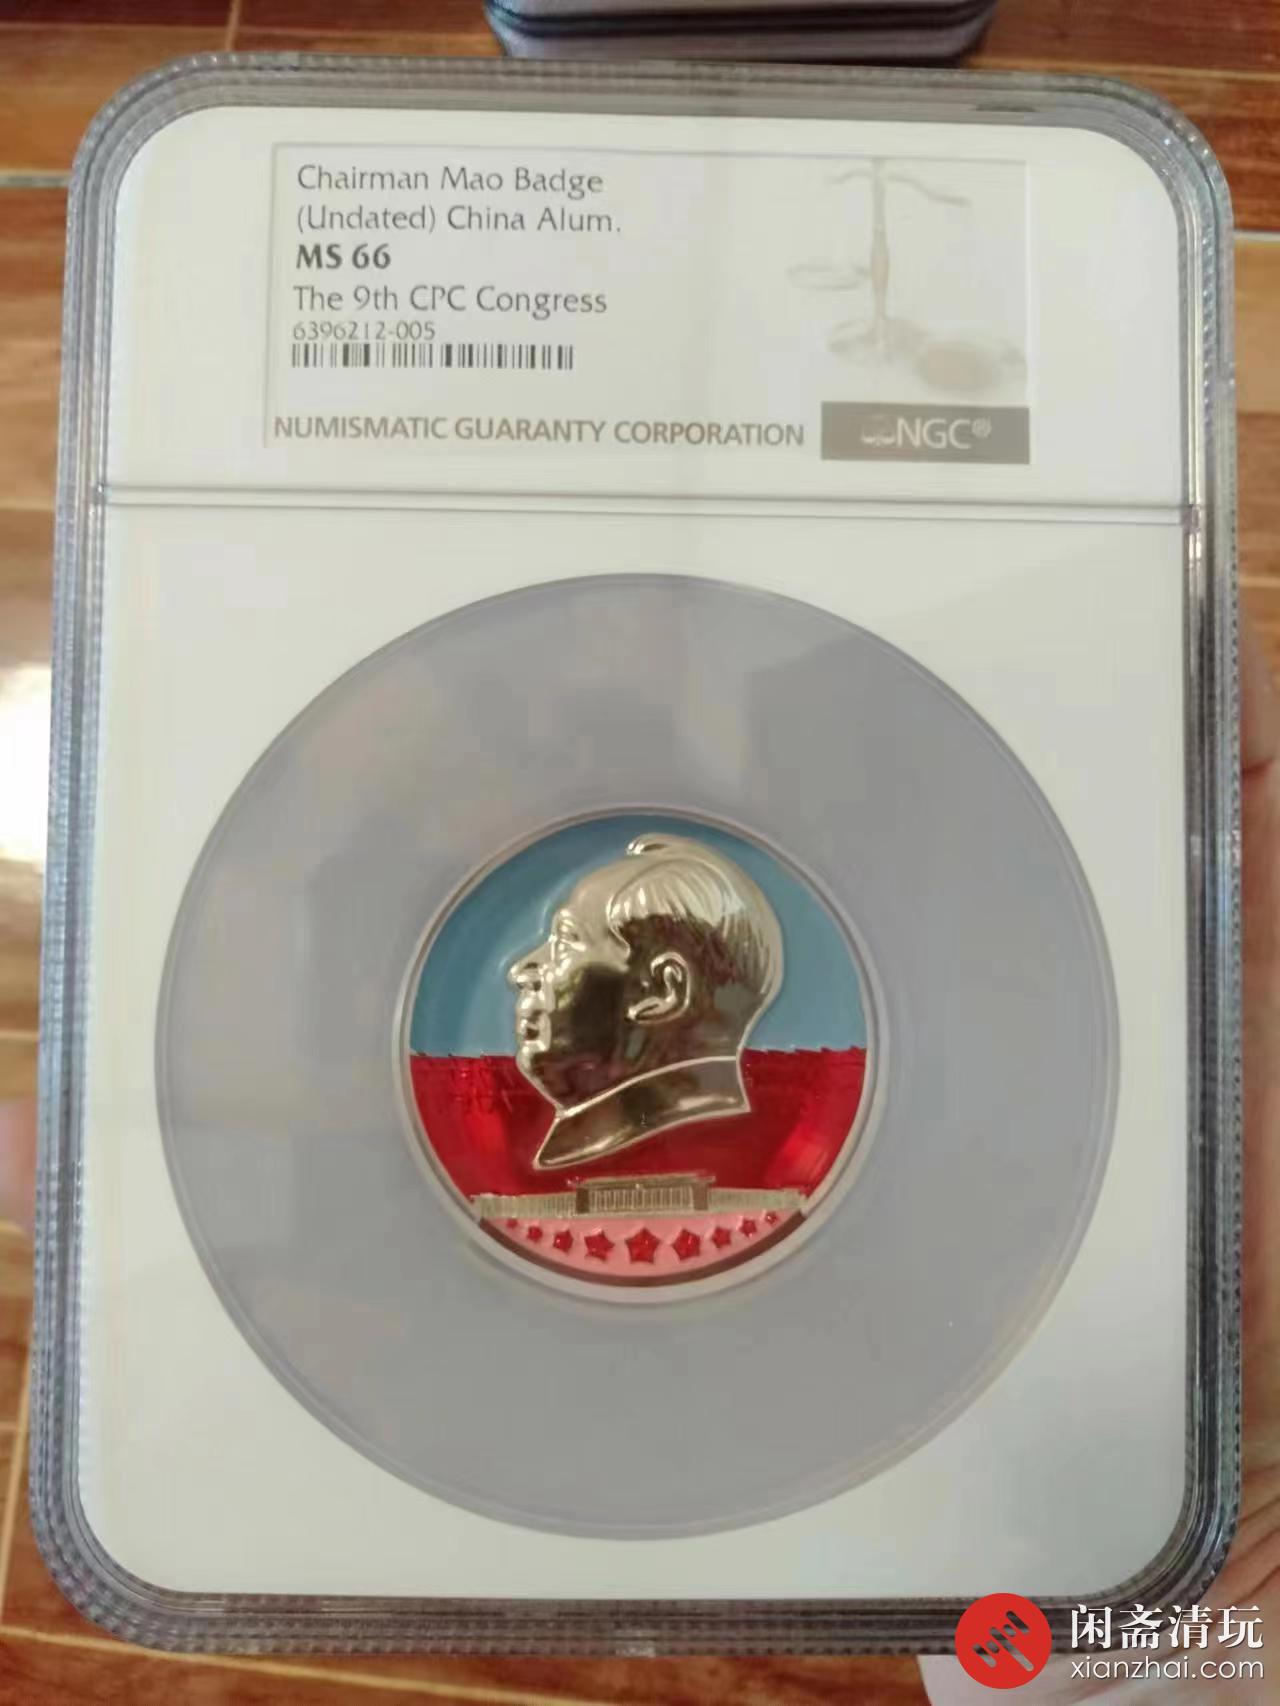 Chairman Mao Badge
(Undated) China Alum.
MS 66
The 9th CPC Congress
6396212-005
NUMISMATIC GUARANTY CORPORATION NGC®
闲斋清玩
xianzhai.com